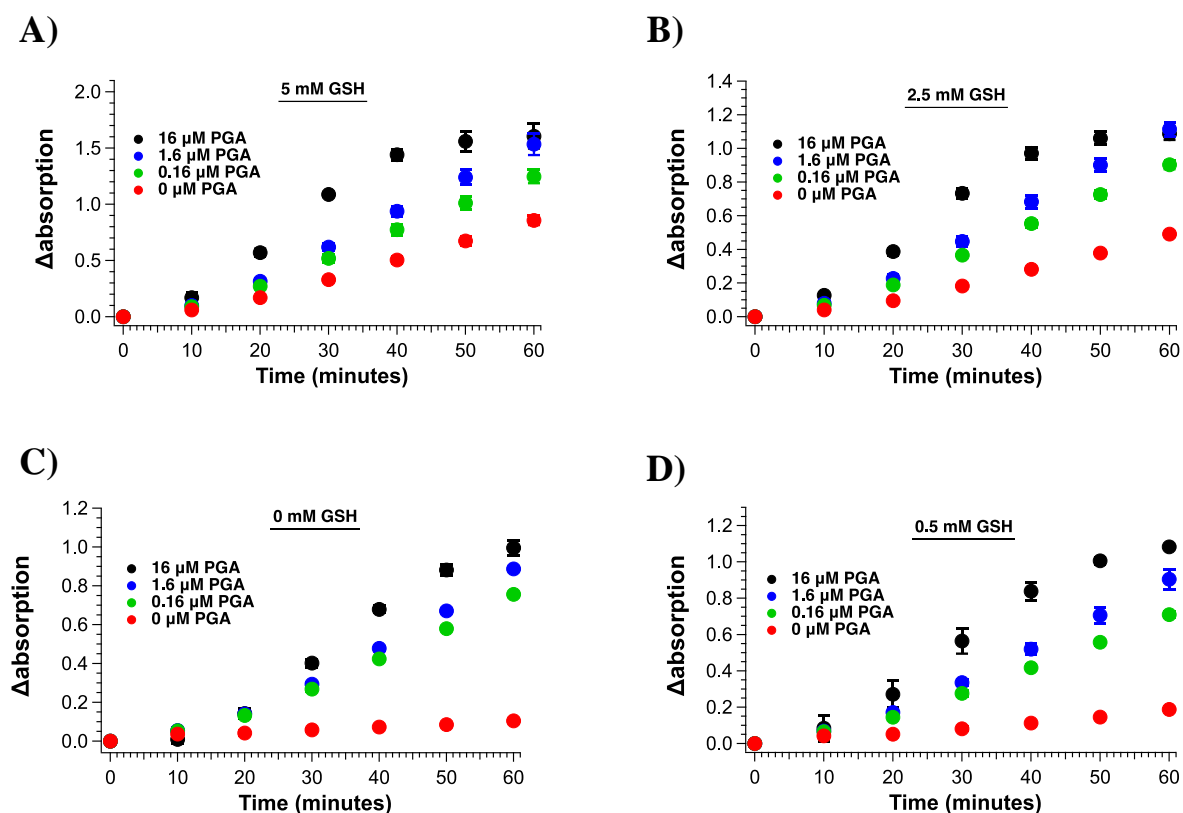 A)
5 mM GSH
16 µM PGA
1.6 µM PGA
0.16 µM PGA
0 µM PGA
Δabsorption
2.0
1.5
1.0
0.5
0.0
0 10 20 30 40 50 60
Time (minutes)
B)
2.5 mM GSH
16 µM PGA
1.6 µM PGA
0.16 µM PGA
0 µM PGA
Δabsorption
1.4
1.2
1.0
0.8
0.6
0.4
0.2
0.0
0 10 20 30 40 50 60
Time (minutes)
C)
0 mM GSH
16 µM PGA
1.6 µM PGA
0.16 µM PGA
0 µM PGA
Δabsorption
1.2
1.0
0.8
0.6
0.4
0.2
0.0
0 10 20 30 40 50 60
Time (minutes)
D)
0.5 mM GSH
16 µM PGA
1.6 µM PGA
0.16 µM PGA
0 µM PGA
Δabsorption
1.2
1.0
0.8
0.6
0.4
0.2
0.0
0 10 20 30 40 50 60
Time (minutes)